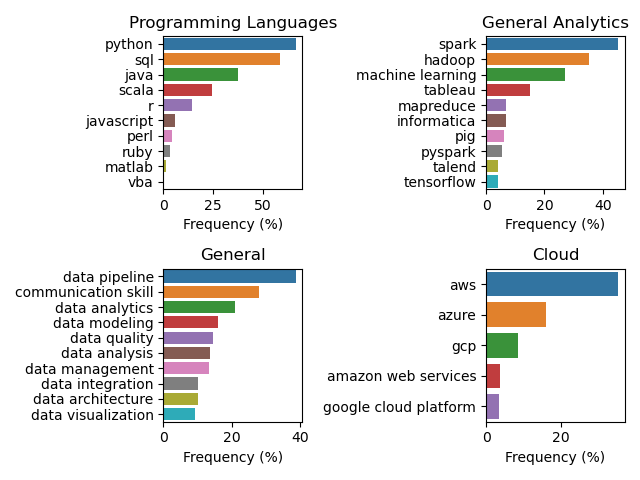 Programming Languages
python
sql
java
scala
r
javascript
perl
ruby
matlab
vba
0 25 50
Frequency (%)
General Analytics
spark
hadoop
machine learning
tableau
mapreduce
informatica
pig
pyspark
talend
tensorflow
0 20 40
Frequency (%)
General
data pipeline
communication skill
data analytics
data modeling
data quality
data analysis
data management
data integration
data architecture
data visualization
0 20 40
Frequency (%)
Cloud
aws
azure
gcp
amazon web services
google cloud platform
0 20
Frequency (%)